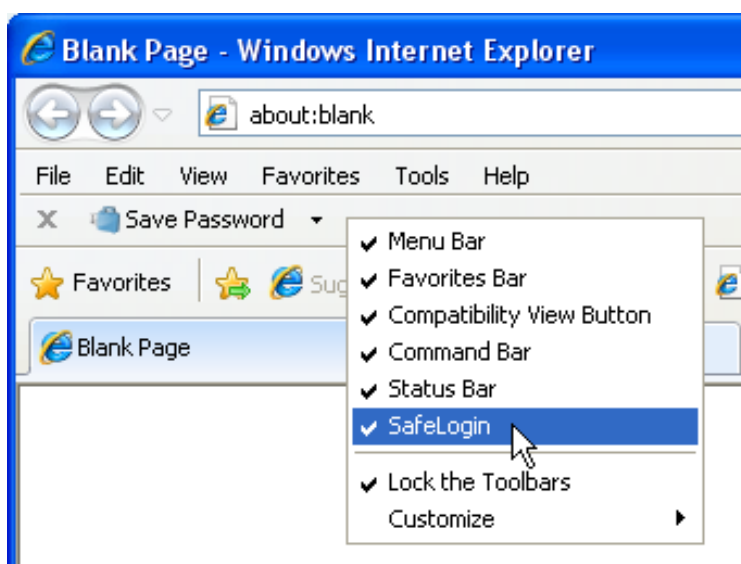 Blank Page - Windows Internet Explorer
about:blank
File Edit View Favorites Tools Help
Save Password
Menu Bar
Favorites Bar
Compatibility View Button
Command Bar
Status Bar
SafeLogin
Lock the Toolbars
Customize
Favorites
Sug
Blank Page